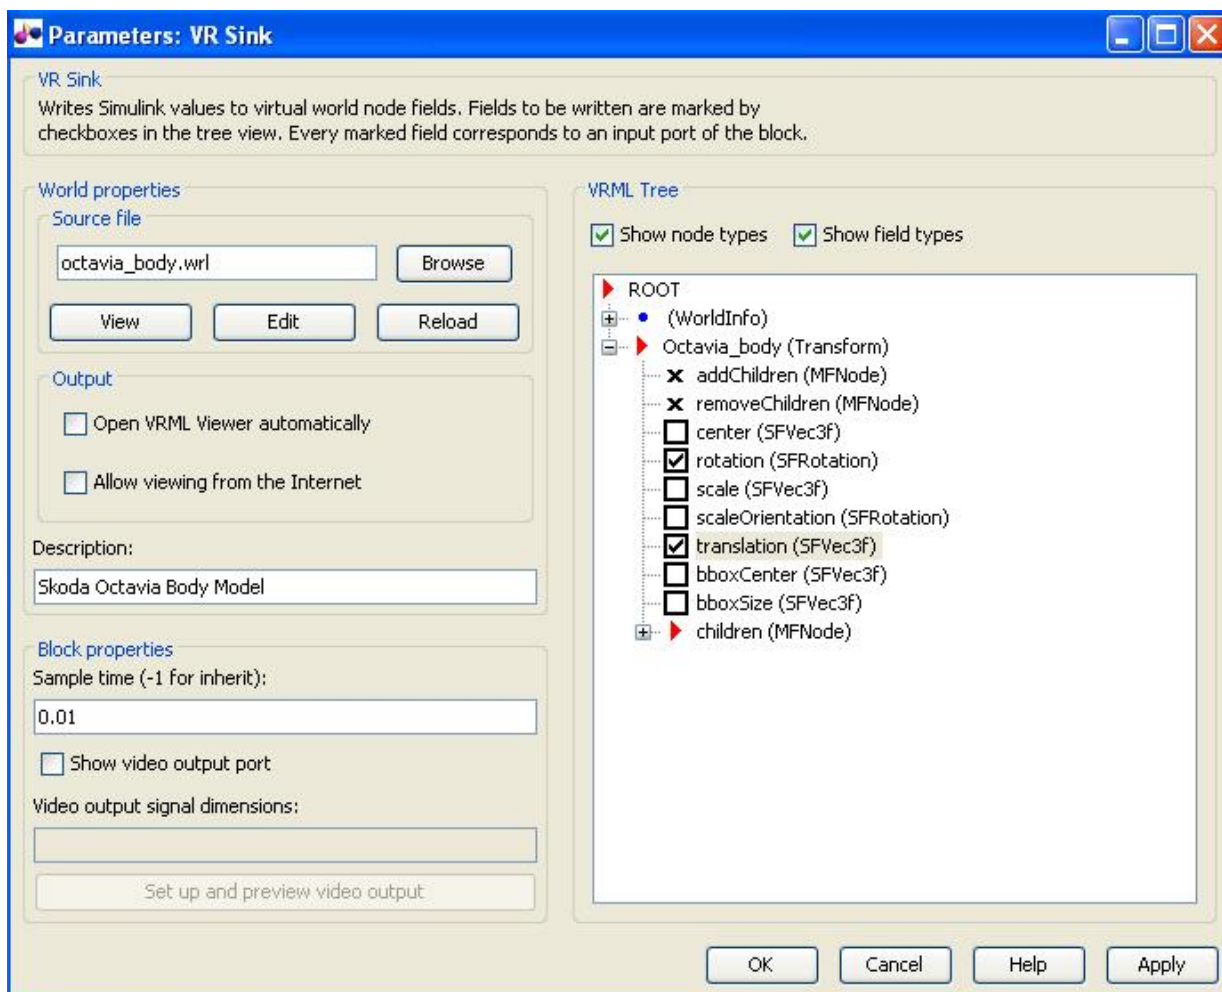 Parameters: VR Sink
VR Sink
Writes Simulink values to virtual world node fields. Fields to be written are marked by
checkboxes in the tree view. Every marked field corresponds to an input port of the block.
World properties
Source file
octavia_body.wrl
Browse
View
Edit
Reload
Output
Open VRML Viewer automatically
Allow viewing from the Internet
Description:
Skoda Octavia Body Model
Block properties
Sample time (-1 for inherit):
0.01
Show video output port
Video output signal dimensions:
Set up and preview video output
VRML Tree
Show node types
Show field types
ROOT
(WorldInfo)
Octavia_body (Transform)
addChildren (MFNode)
removeChildren (MFNode)
center (SFVec3f)
rotation (SFRotation)
scale (SFVec3f)
scaleOrientation (SFRotation)
translation (SFVec3f)
bboxCenter (SFVec3f)
bboxSize (SFVec3f)
children (MFNode)
OK
Cancel
Help
Apply